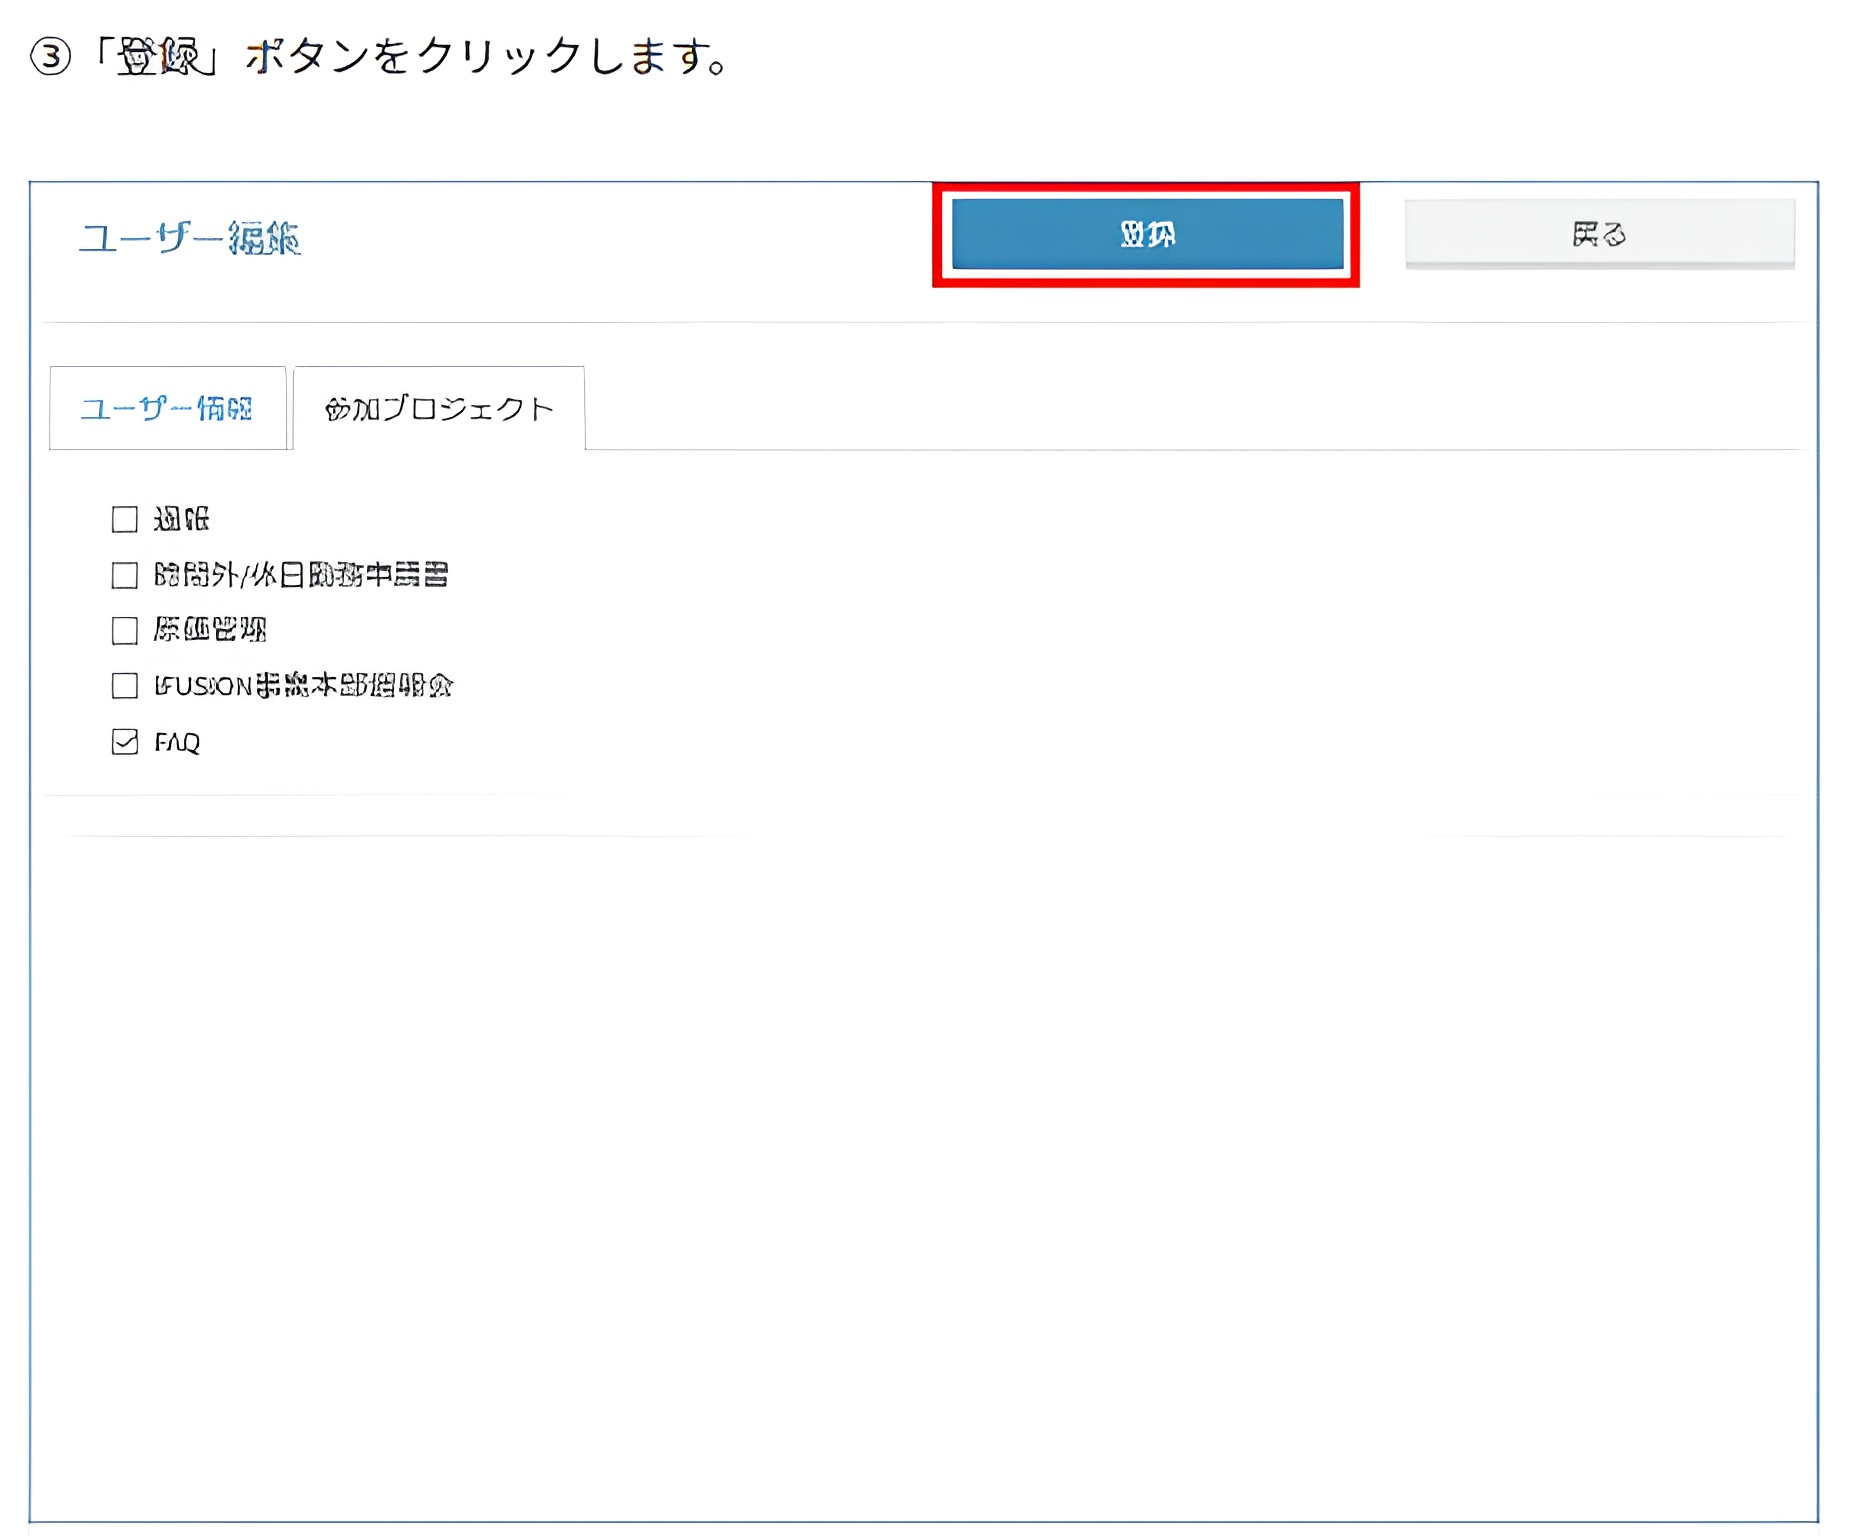 ③「登録」ボタンをクリックします。
ユーザー編集
登録
戻る
ユーザー情報
参加プロジェクト
週報
時間外/休日勤務申請書
原価管理
FUSION事業本部説明会
FAQ